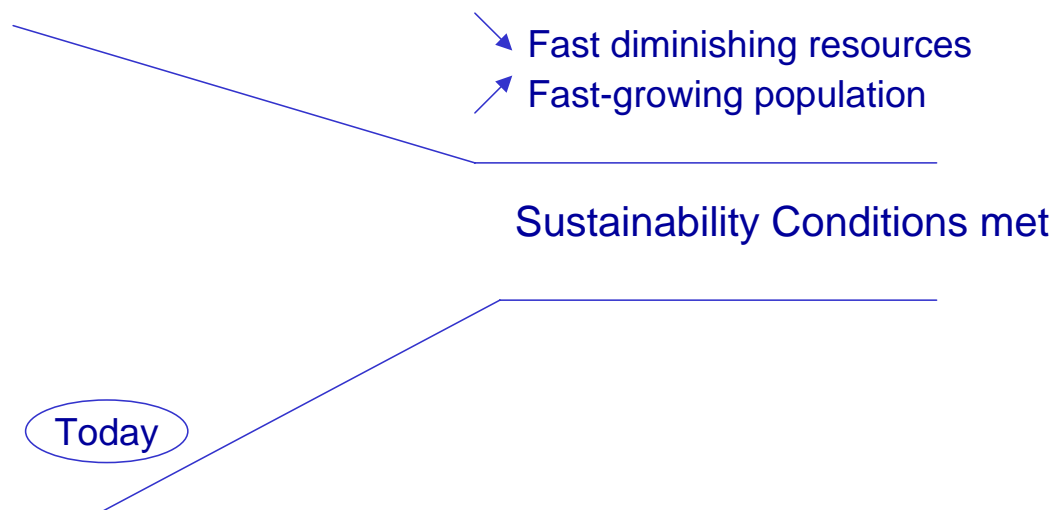 Fast diminishing resources
Fast-growing population
Sustainability Conditions met
Today